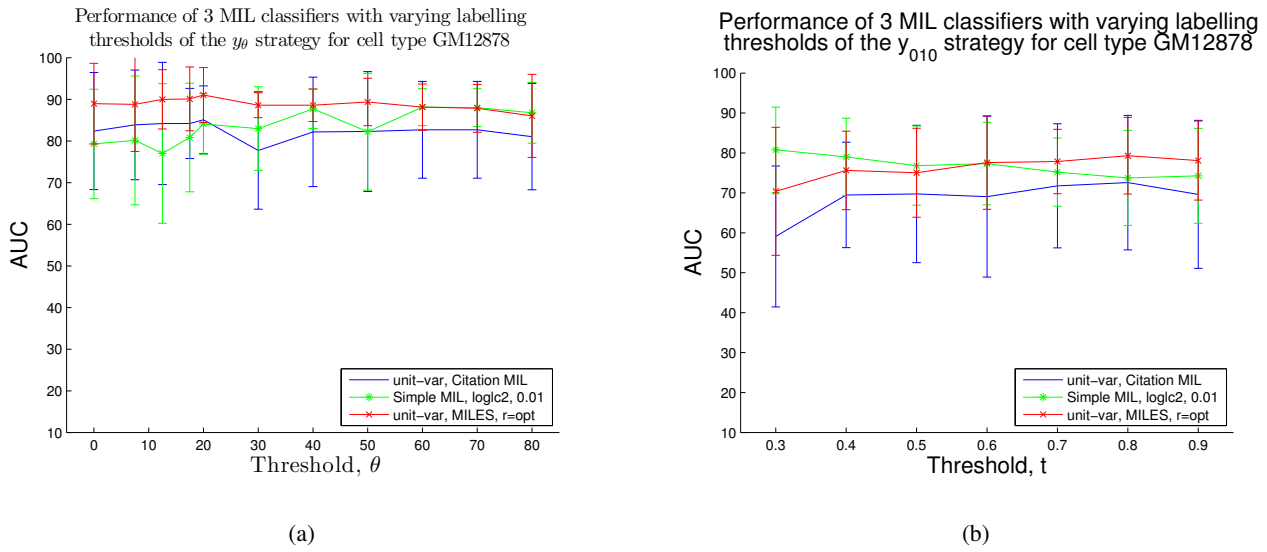 Performance of 3 MIL classifiers with varying labelling
thresholds of the y_θ strategy for cell type GM12878
100
90
80
70
60
50
40
30
20
10
AUC
0
10
20
30
40
50
60
70
80
Threshold, θ
unit−var, Citation MIL
Simple MIL, loglc2, 0.01
unit−var, MILES, r=opt
(a)
Performance of 3 MIL classifiers with varying labelling
thresholds of the y_010 strategy for cell type GM12878
100
90
80
70
60
50
40
30
20
10
AUC
0.3
0.4
0.5
0.6
0.7
0.8
0.9
Threshold, t
unit−var, Citation MIL
Simple MIL, loglc2, 0.01
unit−var, MILES, r=opt
(b)